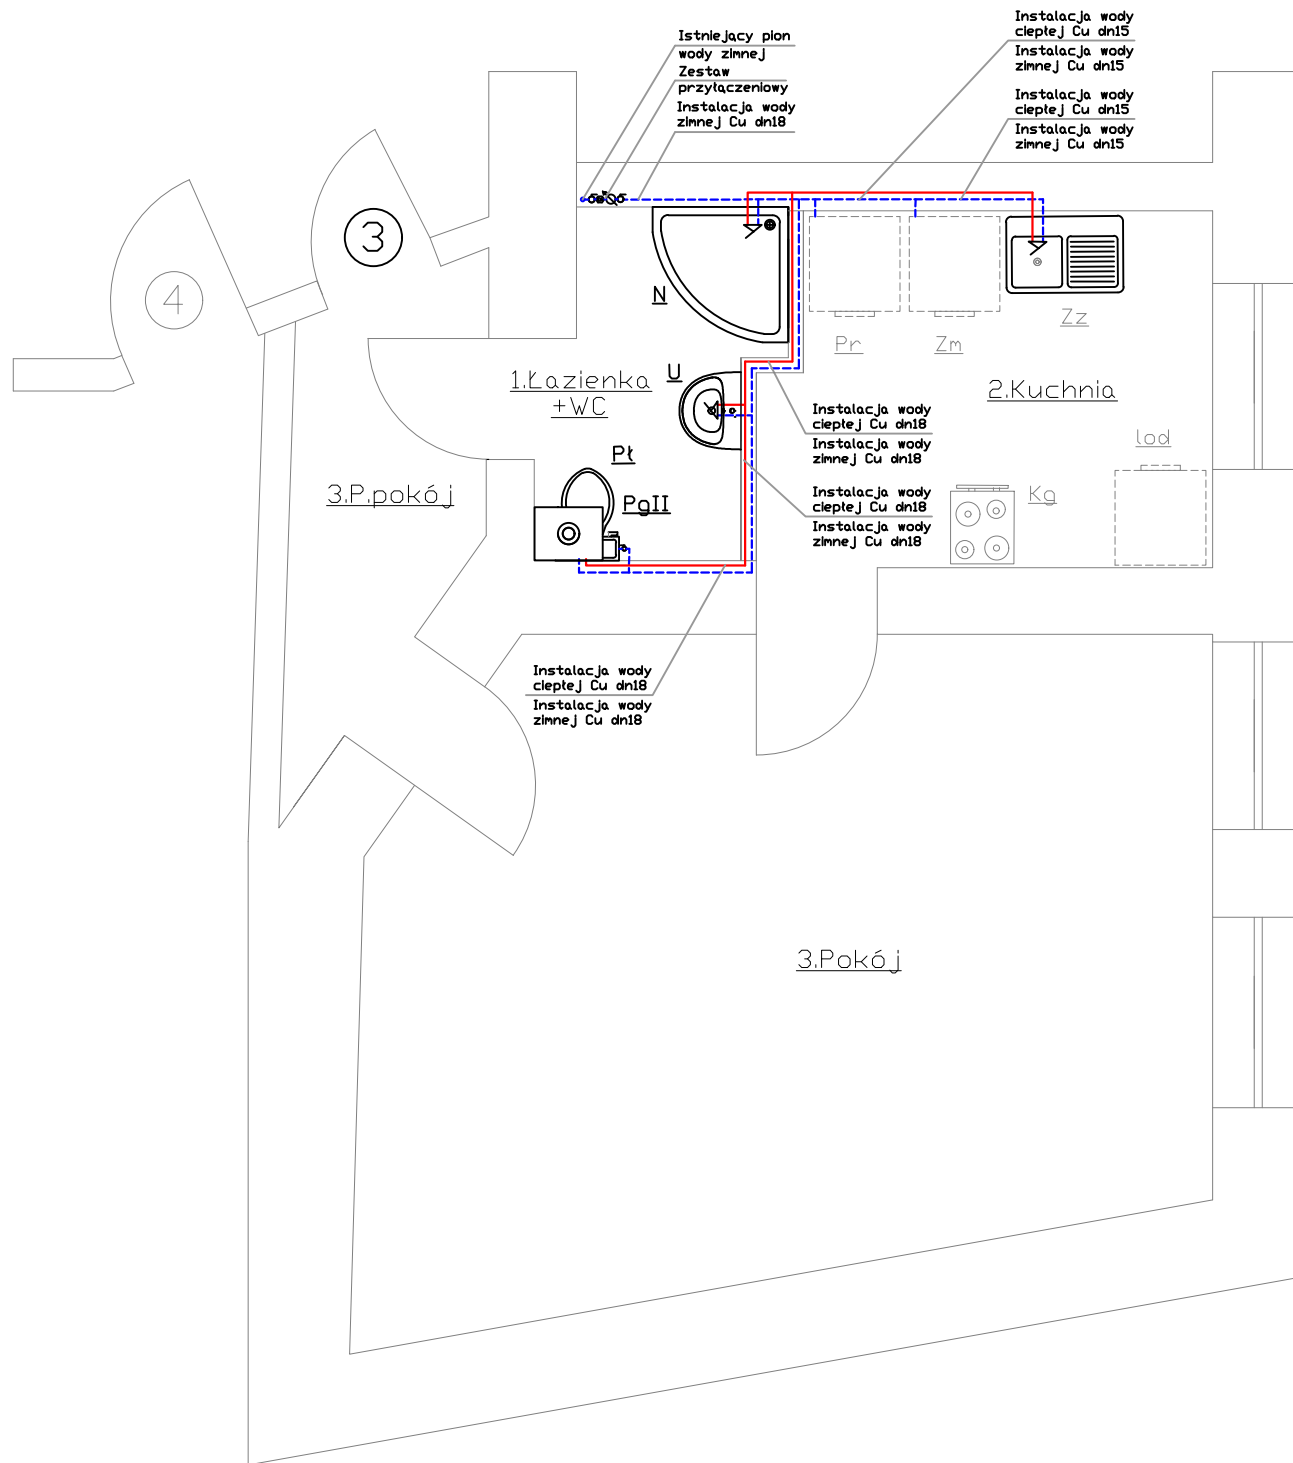 Istniejący pion
wody zimnej
Zestaw
przyłączeniowy
Instalacja wody
zimnej Cu dn18
Instalacja wody
ciepłej Cu dn15
Instalacja wody
zimnej Cu dn15
Instalacja wody
ciepłej Cu dn15
Instalacja wody
zimnej Cu dn15
3
4
N
Zz
Pr
Zm
U
1.Łazienka
+WC
2.Kuchnia
Instalacja wody
ciepłej Cu dn18
Instalacja wody
zimnej Cu dn18
lod
Pł
3.P.pokój
PgII
Kg
Instalacja wody
ciepłej Cu dn18
Instalacja wody
zimnej Cu dn18
Instalacja wody
ciepłej Cu dn18
Instalacja wody
zimnej Cu dn18
3.Pokój